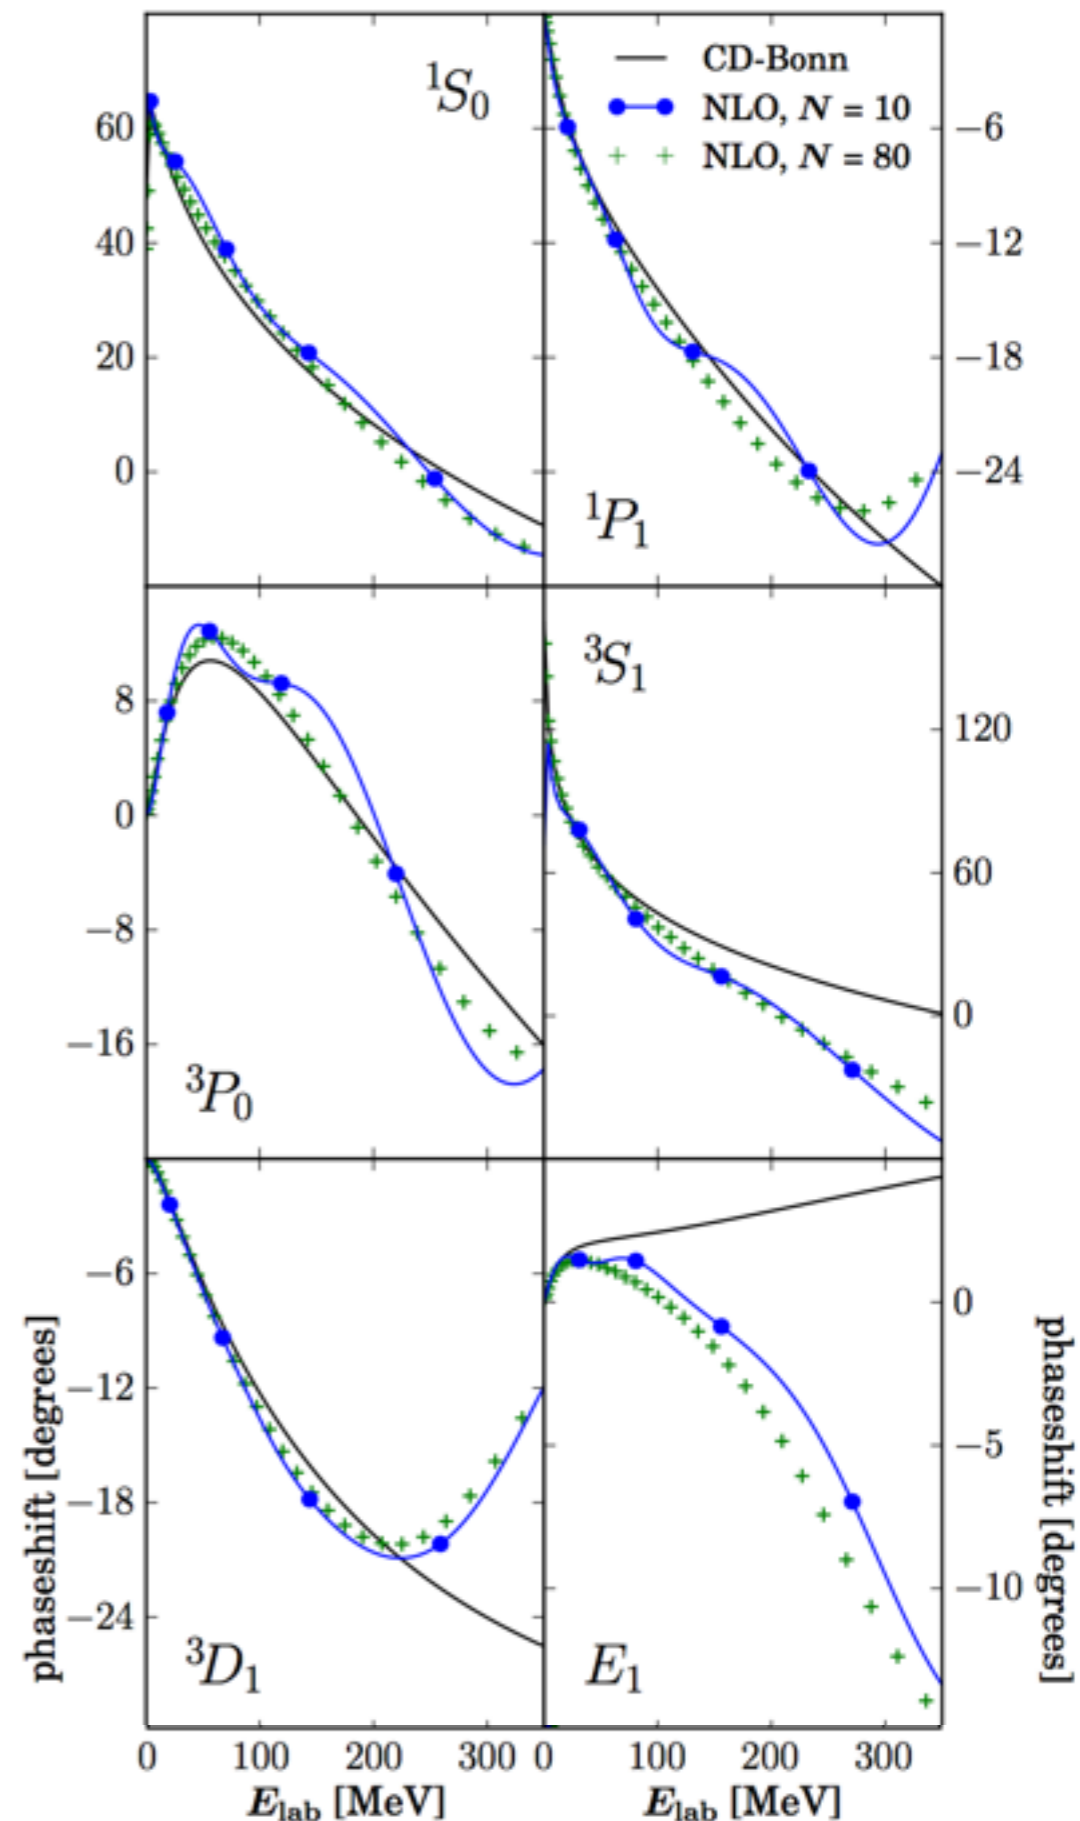 ¹S₀
60
40
20
0
CD-Bonn
NLO, N = 10
NLO, N = 80
−6
−12
−18
−24
¹P₁
8
0
−8
−16
³P₀
³S₁
120
60
0
−6
−12
−18
−24
³D₁
phaseshift [degrees]
0
−5
−10
E₁
phaseshift [degrees]
0 100 200 300
0 100 200 300
E_lab [MeV]
E_lab [MeV]